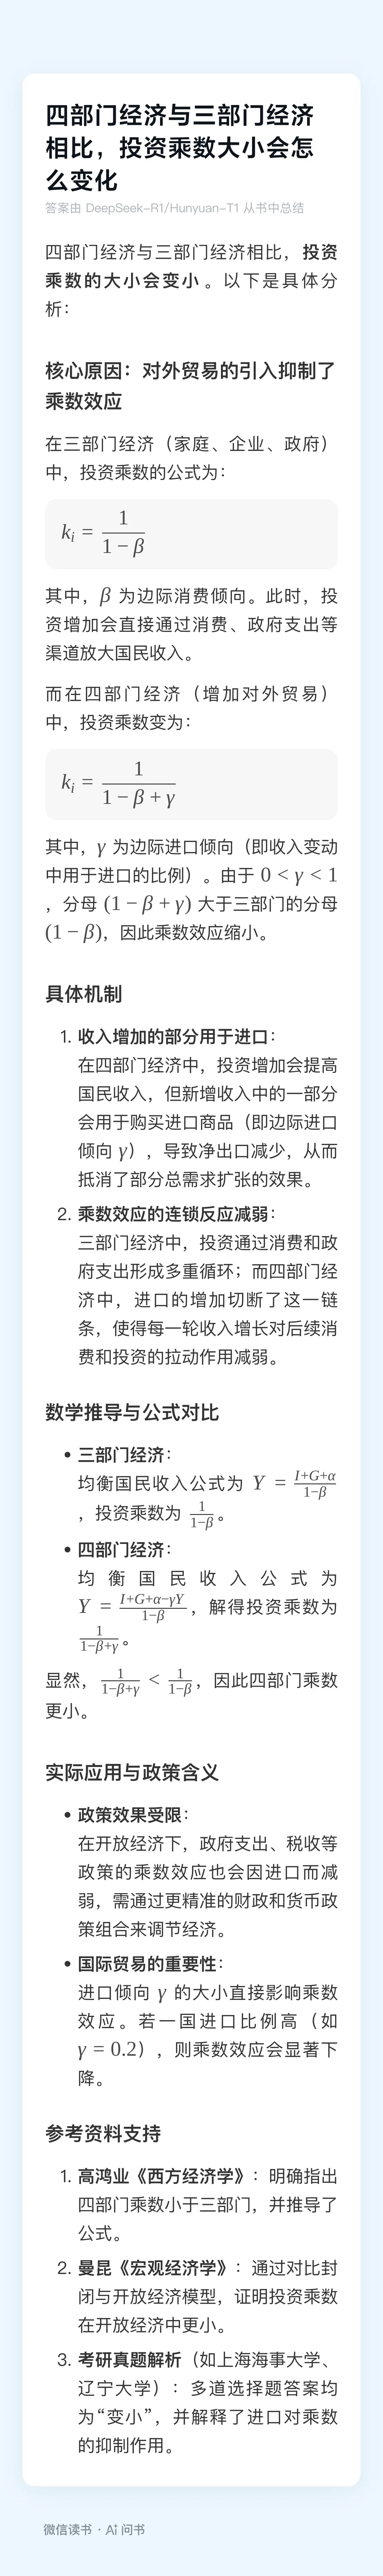 四部门经济与三部门经济
相比，投资乘数大小会怎
么变化
答案由 DeepSeek-R1/Hunyuan-T1 从书中总结
四部门经济与三部门经济相比，投资
乘数的大小会变小。以下是具体分
析：
核心原因：对外贸易的引入抑制了
乘数效应
在三部门经济（家庭、企业、政府）
中，投资乘数的公式为：
k_i = \frac{1}{1-β}
其中，β 为边际消费倾向。此时，投
资增加会直接通过消费、政府支出等
渠道放大国民收入。
而在四部门经济（增加对外贸易）
中，投资乘数变为：
k_i = \frac{1}{1-β+γ}
其中，γ 为边际进口倾向（即收入变动
中用于进口的比例）。由于 0 < γ < 1
，分母 (1 − β + γ) 大于三部门的分母
(1 − β)，因此乘数效应缩小。
具体机制
1. 收入增加的部分用于进口：
在四部门经济中，投资增加会提高
国民收入，但新增收入中的一部分
会用于购买进口商品（即边际进口
倾向 γ），导致净出口减少，从而
抵消了部分总需求扩张的效果。
2. 乘数效应的连锁反应减弱：
三部门经济中，投资通过消费和政
府支出形成多重循环；而四部门经
济中，进口的增加切断了这一链
条，使得每一轮收入增长对后续消
费和投资的拉动作用减弱。
数学推导与公式对比
• 三部门经济：
均衡国民收入公式为 Y = \frac{I+G+α}{1-β}
，投资乘数为 \frac{1}{1-β}。
• 四部门经济：
均衡国民收入公式为
Y = \frac{I+G+α-γY}{1-β}，解得投资乘数为
\frac{1}{1-β+γ}。
显然，\frac{1}{1-β+γ} < \frac{1}{1-β}，因此四部门乘数
更小。
实际应用与政策含义
• 政策效果受限：
在开放经济下，政府支出、税收等
政策的乘数效应也会因进口而减
弱，需通过更精准的财政和货币政
策组合来调节经济。
• 国际贸易的重要性：
进口倾向 γ 的大小直接影响乘数
效应。若一国进口比例高（如
γ = 0.2），则乘数效应会显著下
降。
参考资料支持
1. 高鸿业《西方经济学》：明确指出
四部门乘数小于三部门，并推导了
公式。
2. 曼昆《宏观经济学》：通过对比封
闭与开放经济模型，证明投资乘数
在开放经济中更小。
3. 考研真题解析（如上海海事大学、
辽宁大学）：多道选择题答案均
为“变小”，并解释了进口对乘数
的抑制作用。
微信读书 · AI 问书